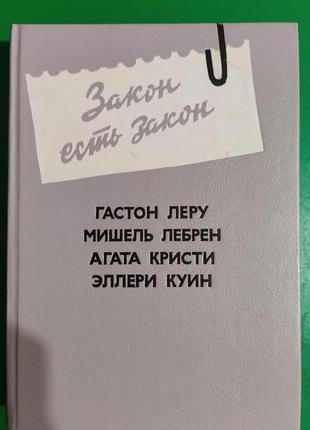 Закон
есть закон
ГАСТОН ЛЕРУ
МИШЕЛЬ ЛЕБРЕН
АГАТА КРИСТИ
ЭЛЛЕРИ КУИН